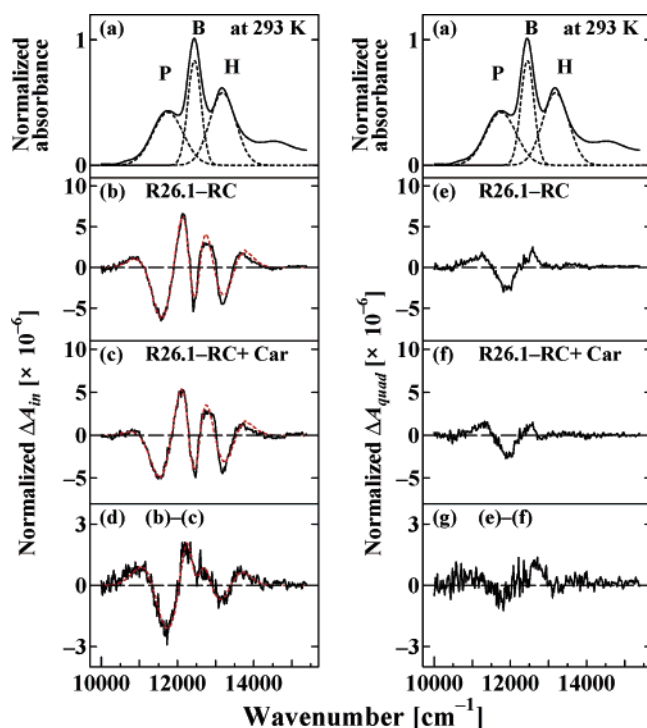 (a) B at 293 K
P H
Normalized absorbance
1
0
(b) R26.1–RC
10
5
0
−5
(c) R26.1–RC+ Car
10
5
0
−5
Normalized ΔA_in [× 10⁻⁶]
(d) (b)–(c)
3
0
−3
10000 12000 14000
(a) B at 293 K
P H
Normalized absorbance
1
0
(e) R26.1–RC
10
5
0
−5
(f) R26.1–RC+ Car
10
5
0
−5
Normalized ΔA_quad [× 10⁻⁶]
(g) (e)–(f)
3
0
−3
10000 12000 14000
Wavenumber [cm⁻¹]